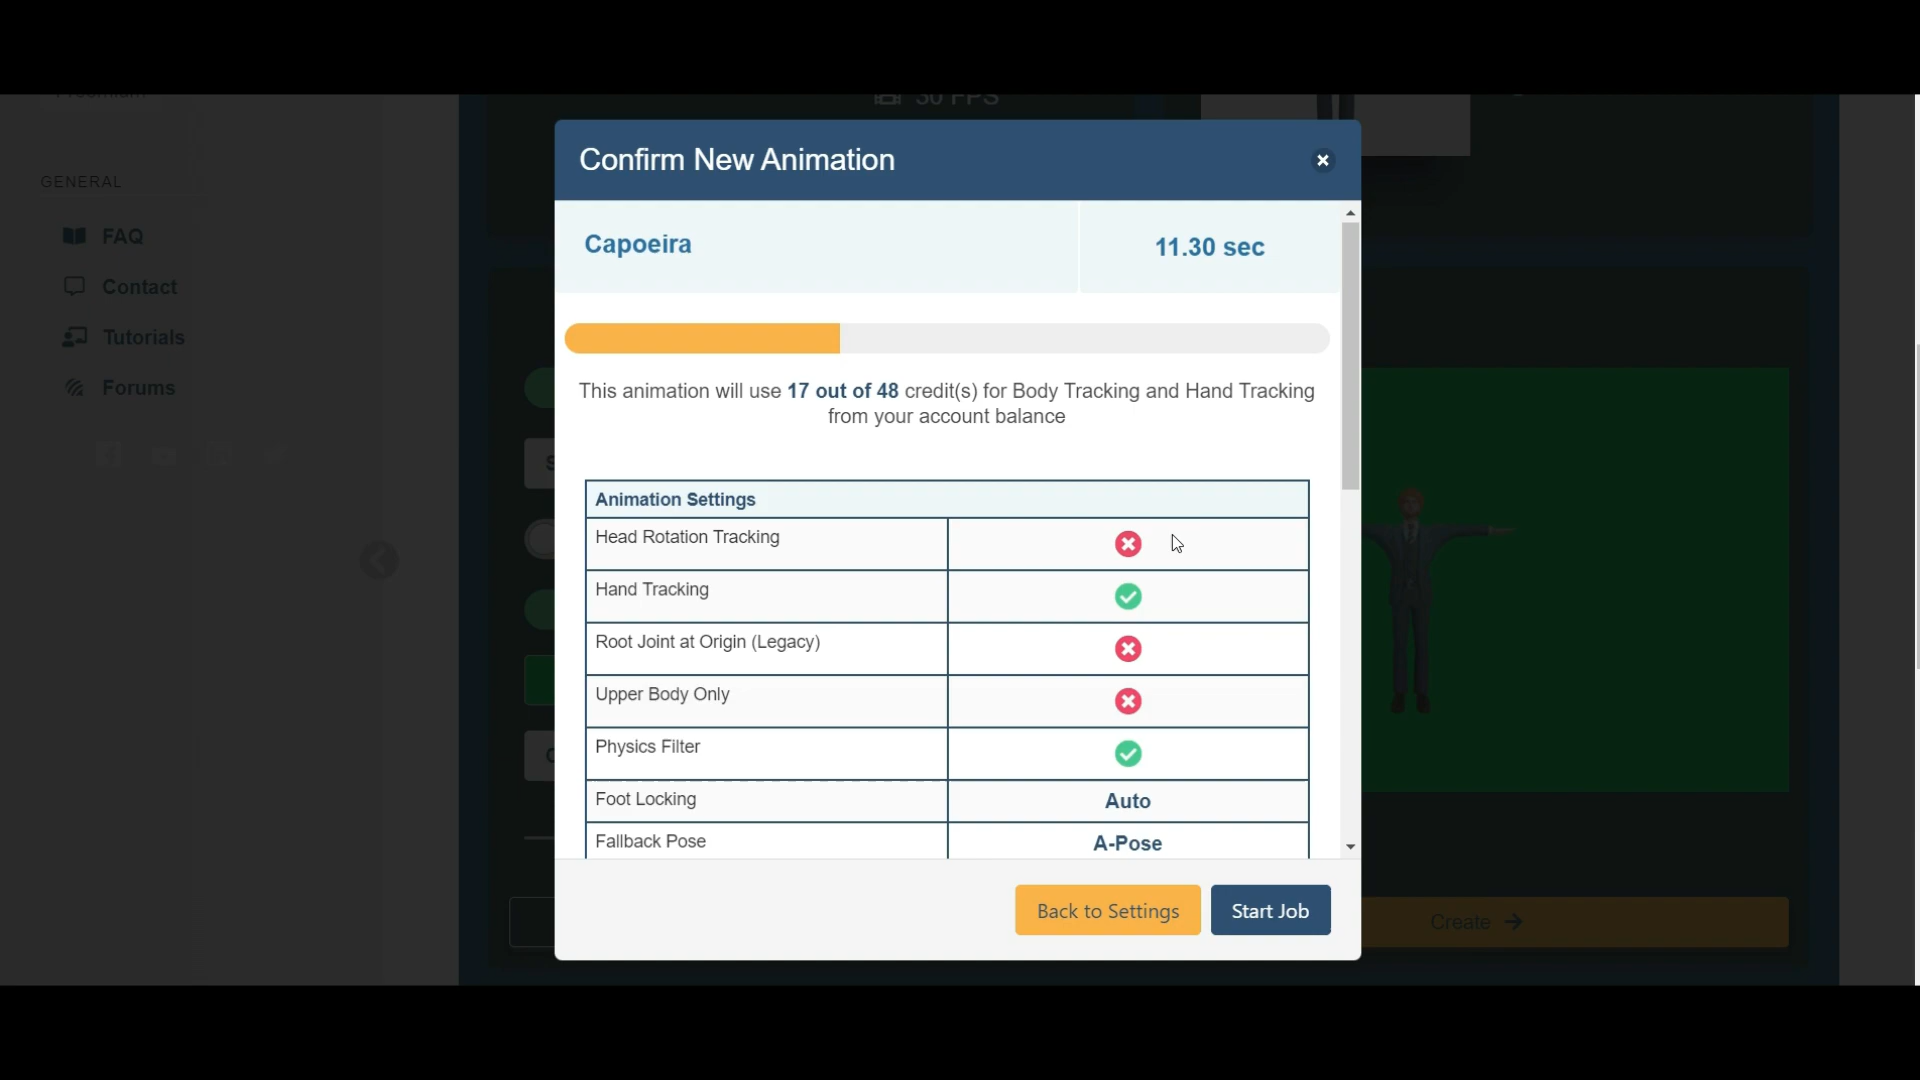 30 FPS
Confirm New Animation
GENERAL
FAQ
Contact
Tutorials
Forums
Capoeira
11.30 sec
This animation will use 17 out of 48 credit(s) for Body Tracking and Hand Tracking
from your account balance
Animation Settings
Head Rotation Tracking
Hand Tracking
Root Joint at Origin (Legacy)
Upper Body Only
Physics Filter
Foot Locking Auto
Fallback Pose A-Pose
Back to Settings
Start Job
Create